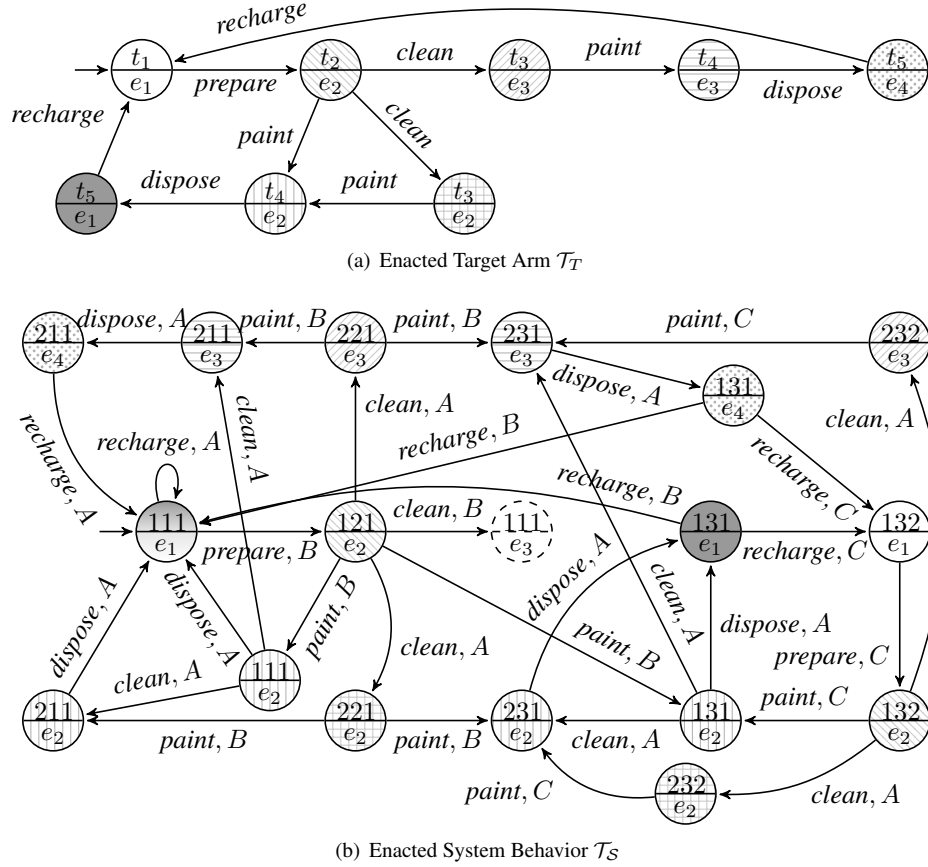 recharge
t1 e1
prepare
t2 e2
clean
t3 e3
paint
t4 e3
dispose
t5 e4
recharge
paint
clean
t5 e1
dispose
t4 e2
paint
t3 e2
(a) Enacted Target Arm 𝒯T
211 e4
dispose, A
211 e3
paint, B
221 e3
paint, B
231 e3
paint, C
232 e3
dispose, A
131 e4
clean, A
clean, A
clean, A
recharge, A
recharge, A
recharge, B
recharge, C
recharge, B
111 e1
prepare, B
121 e2
clean, B
111 e3
131 e1
recharge, C
132 e1
dispose, A
dispose, A
paint, B
clean, A
paint, B
dispose, A
clean, A
dispose, A
prepare, C
111 e2
clean, A
211 e2
paint, B
221 e2
paint, B
231 e2
clean, A
131 e2
paint, C
132 e2
paint, C
232 e2
clean, A
(b) Enacted System Behavior 𝒯𝒮